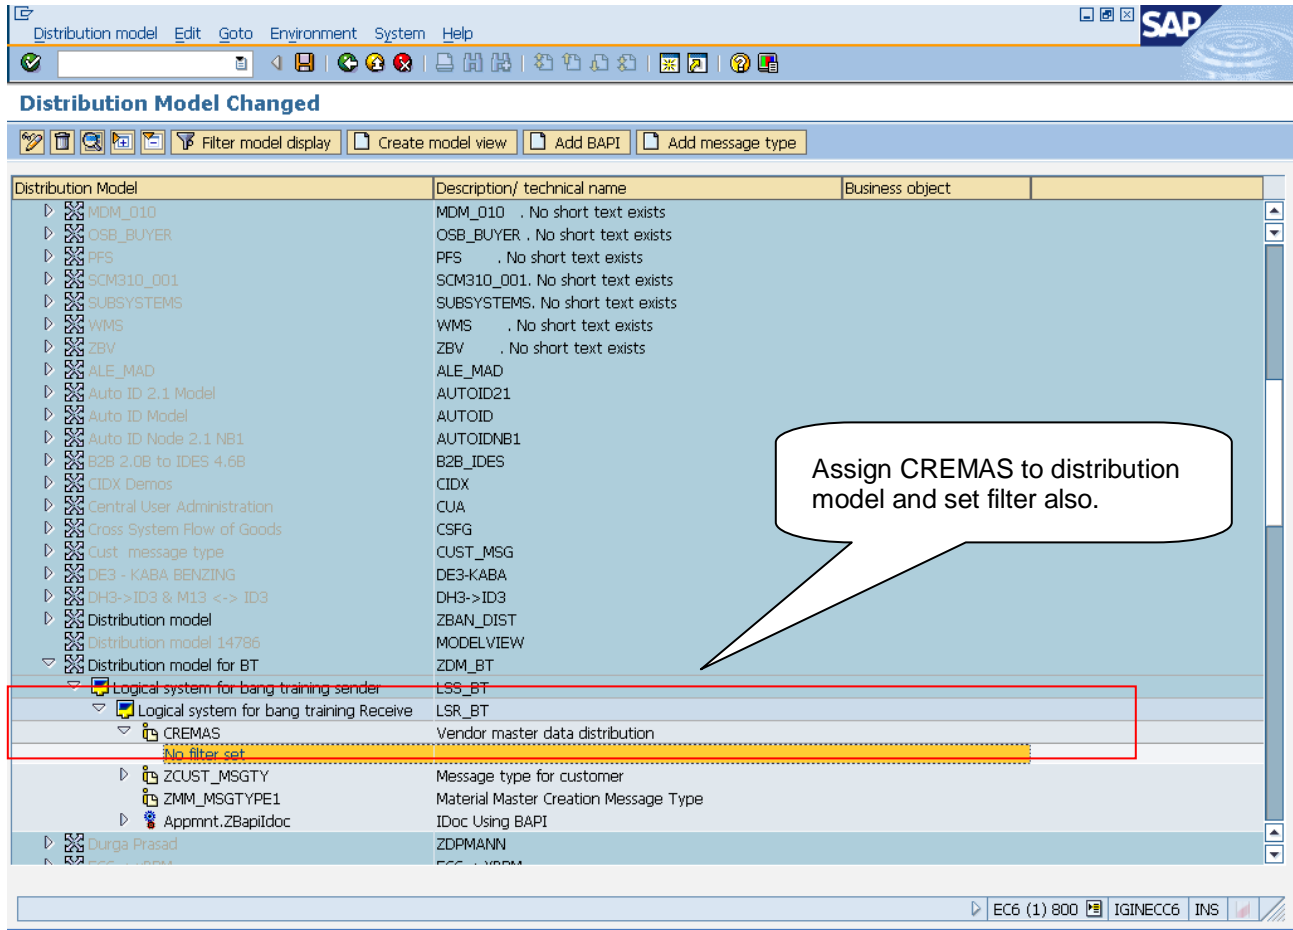 Distribution model Edit Goto Environment System Help
SAP
Distribution Model Changed
Filter model display Create model view Add BAPI Add message type
Distribution Model Description/ technical name Business object
MDM_010 MDM_010 . No short text exists
OSB_BUYER OSB_BUYER . No short text exists
PFS PFS . No short text exists
SCM310_001 SCM310_001. No short text exists
SUBSYSTEMS SUBSYSTEMS. No short text exists
WMS WMS . No short text exists
ZBV ZBV . No short text exists
ALE_MAD ALE_MAD
Auto ID 2.1 Model AUTOID21
Auto ID Model AUTOID
Auto ID Node 2.1 NB1 AUTOIDNB1
B2B 2.0B to IDES 4.6B B2B_IDES
CIDX Demos CIDX
Central User Administration CUA
Cross System Flow of Goods CSFG
Cust message type CUST_MSG
DE3 - KABA BENZING DE3-KABA
DH3->ID3 & M13 <-> ID3 DH3->ID3
Distribution model ZBAN_DIST
Distribution model 14786 MODELVIEW
Distribution model for BT ZDM_BT
Logical system for bang training sender LSS_BT
Logical system for bang training Receive LSR_BT
CREMAS Vendor master data distribution
No filter set
ZCUST_MSGTY Message type for customer
ZMM_MSGTYPE1 Material Master Creation Message Type
Appmnt.ZBapiIdoc IDoc Using BAPI
Durga Prasad ZDPMANN
Assign CREMAS to distribution
model and set filter also.
EC6 (1) 800 IGINECC6 INS